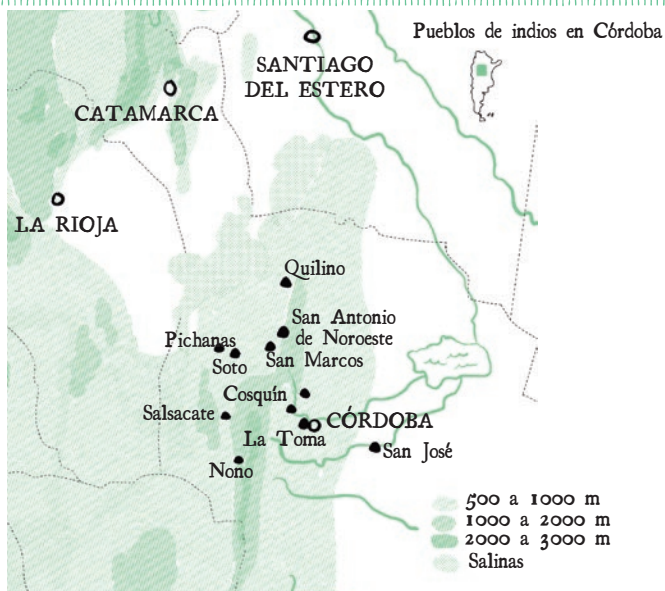 Pueblos de indios en Córdoba
SANTIAGO
DEL ESTERO
CATAMARCA
LA RIOJA
Quilino
San Antonio
de Noroeste
Pichanas
San Marcos
Soto
Cosquín
Salsacate
CÓRDOBA
La Toma
San José
Nono
500 a 1000 m
1000 a 2000 m
2000 a 3000 m
Salinas